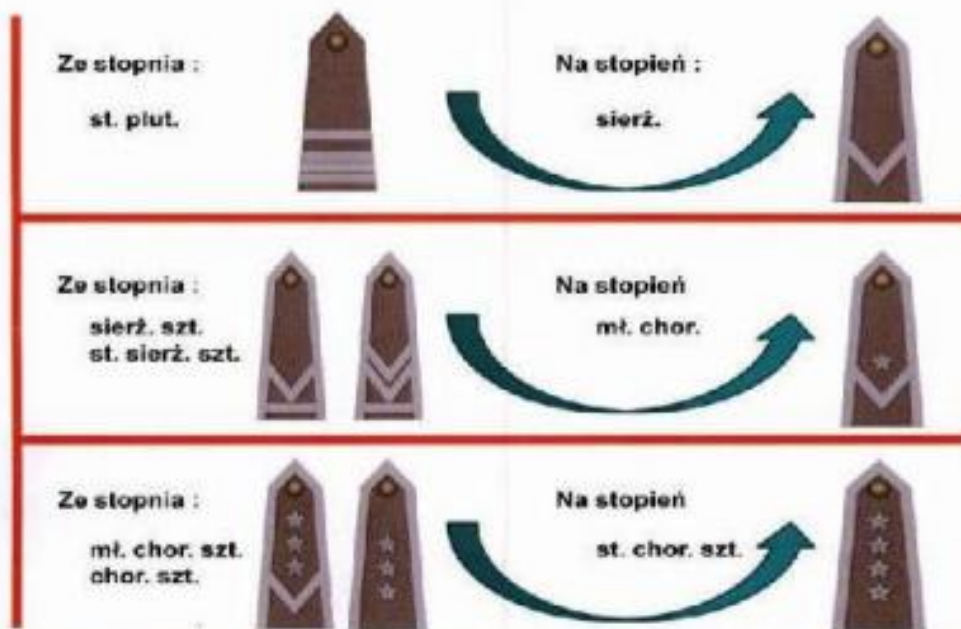 Ze stopnia :
st. plut.
Na stopień :
sierż.
Ze stopnia :
sierż. szt.
st. sierż. szt.
Na stopień
mł. chor.
Ze stopnia :
mł. chor. szt.
chor. szt.
Na stopień
st. chor. szt.